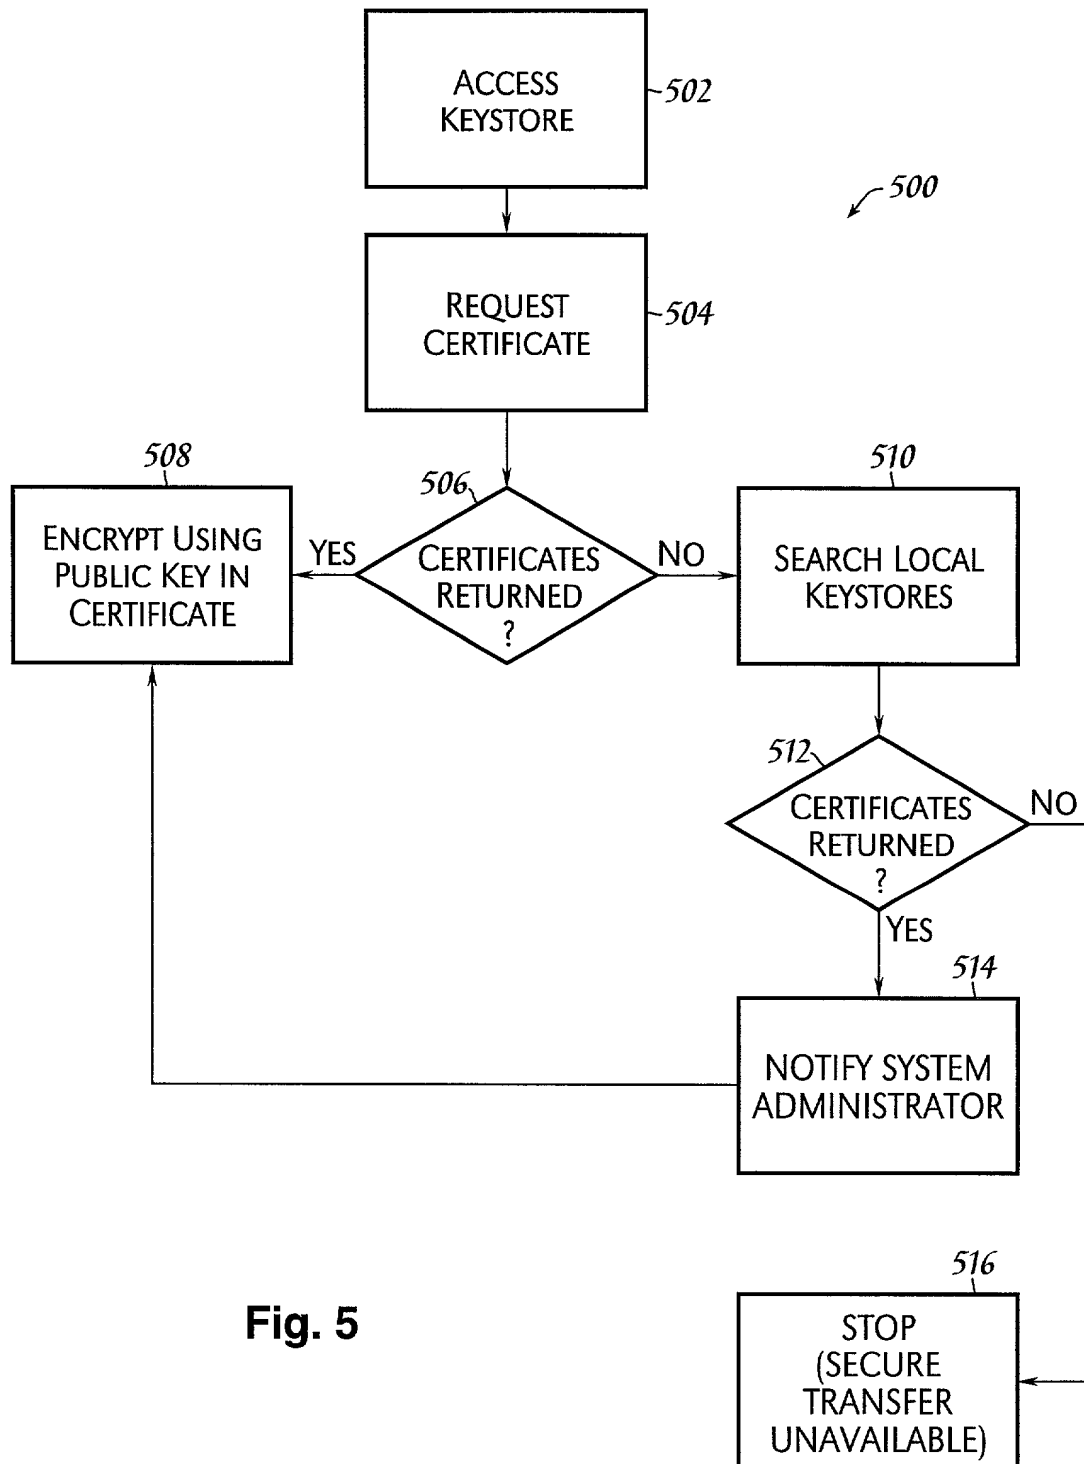 ACCESS
KEYSTORE
502
500
REQUEST
CERTIFICATE
504
508
ENCRYPT USING
PUBLIC KEY IN
CERTIFICATE
YES
506
CERTIFICATES
RETURNED
?
NO
510
SEARCH LOCAL
KEYSTORES
512
CERTIFICATES
RETURNED
?
NO
YES
514
NOTIFY SYSTEM
ADMINISTRATOR
516
STOP
(SECURE
TRANSFER
UNAVAILABLE)
Fig. 5